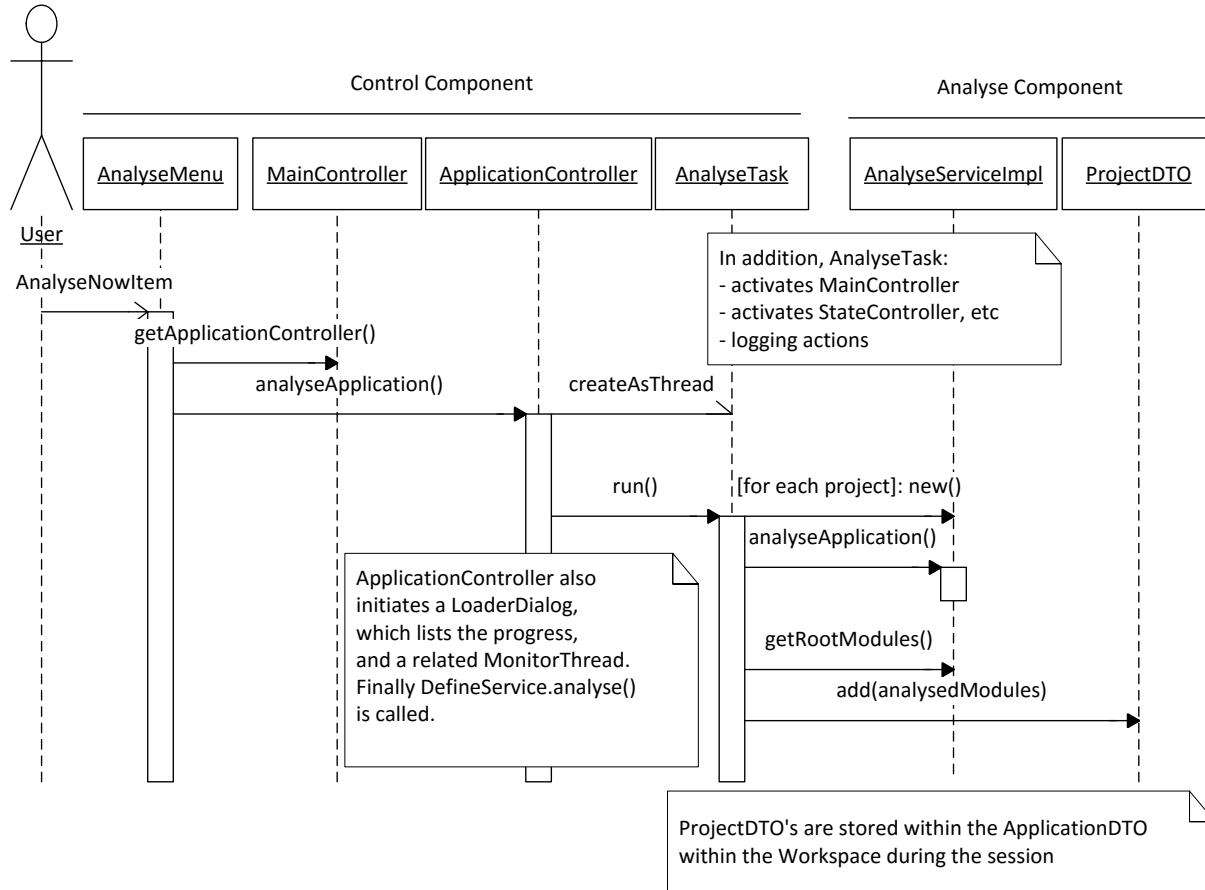 Control Component
Analyse Component
AnalyseMenu
MainController
ApplicationController
AnalyseTask
AnalyseServiceImpl
ProjectDTO
User
In addition, AnalyseTask:
- activates MainController
- activates StateController, etc
- logging actions
AnalyseNowItem
getApplicationController()
analyseApplication()
createAsThread
run()
[for each project]: new()
analyseApplication()
ApplicationController also
initiates a LoaderDialog,
which lists the progress,
and a related MonitorThread.
Finally DefineService.analyse()
is called.
getRootModules()
add(analysedModules)
ProjectDTO's are stored within the ApplicationDTO
within the Workspace during the session